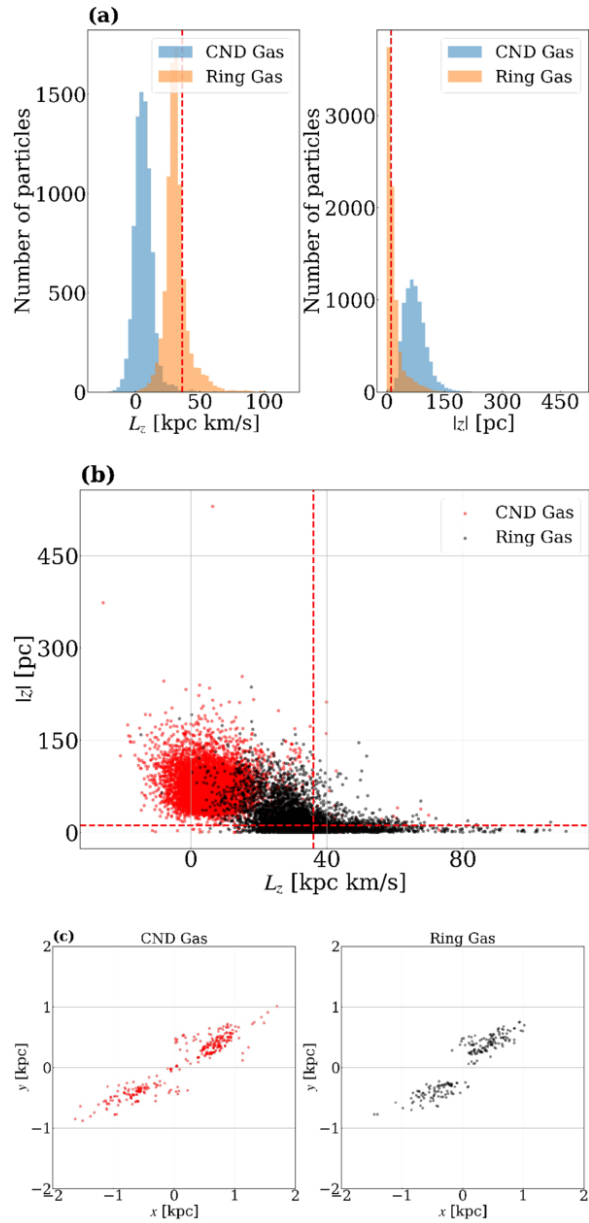 (a)
CND Gas
Ring Gas
CND Gas
Ring Gas
Number of particles
1500
1000
500
0
0
50
100
L_z [kpc km/s]
Number of particles
3000
2000
1000
0
0
150
300
450
|z| [pc]
(b)
CND Gas
Ring Gas
|z| [pc]
450
300
150
0
0
40
80
L_z [kpc km/s]
(c)
CND Gas
Ring Gas
y [kpc]
2
1
0
−1
−2
−2
−1
0
1
2
x [kpc]
y [kpc]
2
1
0
−1
−2
−2
−1
0
1
2
x [kpc]